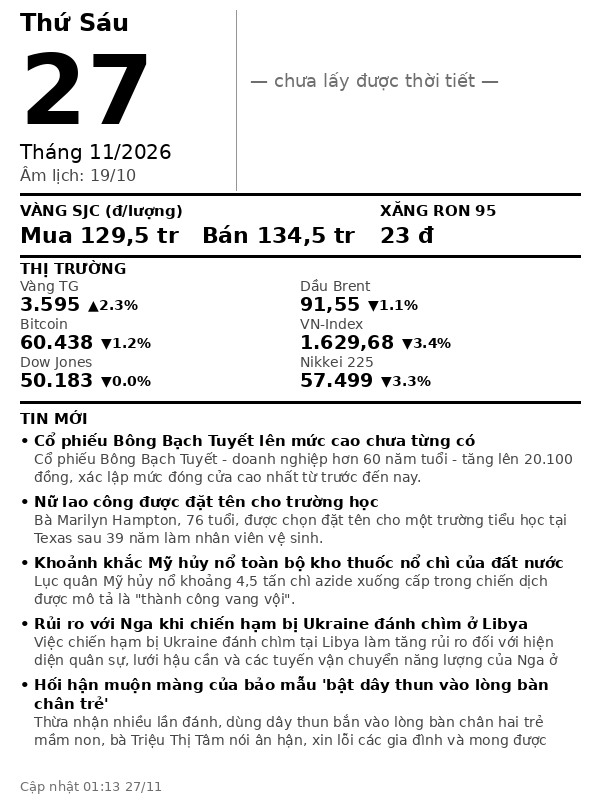 Thứ Sáu
27
Tháng 11/2026
Âm lịch: 19/10
— chưa lấy được thời tiết —
VÀNG SJC (đ/lượng)
Mua 129,5 tr Bán 134,5 tr
XĂNG RON 95
23 đ
THỊ TRƯỜNG
Vàng TG
3.595 ▲2.3%
Dầu Brent
91,55 ▼1.1%
Bitcoin
60.438 ▼1.2%
VN-Index
1.629,68 ▼3.4%
Dow Jones
50.183 ▼0.0%
Nikkei 225
57.499 ▼3.3%
TIN MỚI
• Cổ phiếu Bông Bạch Tuyết lên mức cao chưa từng có
Cổ phiếu Bông Bạch Tuyết - doanh nghiệp hơn 60 năm tuổi - tăng lên 20.100
đồng, xác lập mức đóng cửa cao nhất từ trước đến nay.
• Nữ lao công được đặt tên cho trường học
Bà Marilyn Hampton, 76 tuổi, được chọn đặt tên cho một trường tiểu học tại
Texas sau 39 năm làm nhân viên vệ sinh.
• Khoảnh khắc Mỹ hủy nổ toàn bộ kho thuốc nổ chì của đất nước
Lục quân Mỹ hủy nổ khoảng 4,5 tấn chì azide xuống cấp trong chiến dịch
được mô tả là "thành công vang vội".
• Rủi ro với Nga khi chiến hạm bị Ukraine đánh chìm ở Libya
Việc chiến hạm bị Ukraine đánh chìm tại Libya làm tăng rủi ro đối với hiện
diện quân sự, lưới hậu cần và các tuyến vận chuyển năng lượng của Nga ở
• Hối hận muộn màng của bảo mẫu 'bật dây thun vào lòng bàn
chân trẻ'
Thừa nhận nhiều lần đánh, dùng dây thun bắn vào lòng bàn chân hai trẻ
mầm non, bà Triệu Thị Tâm nói ân hận, xin lỗi các gia đình và mong được
Cập nhật 01:13 27/11